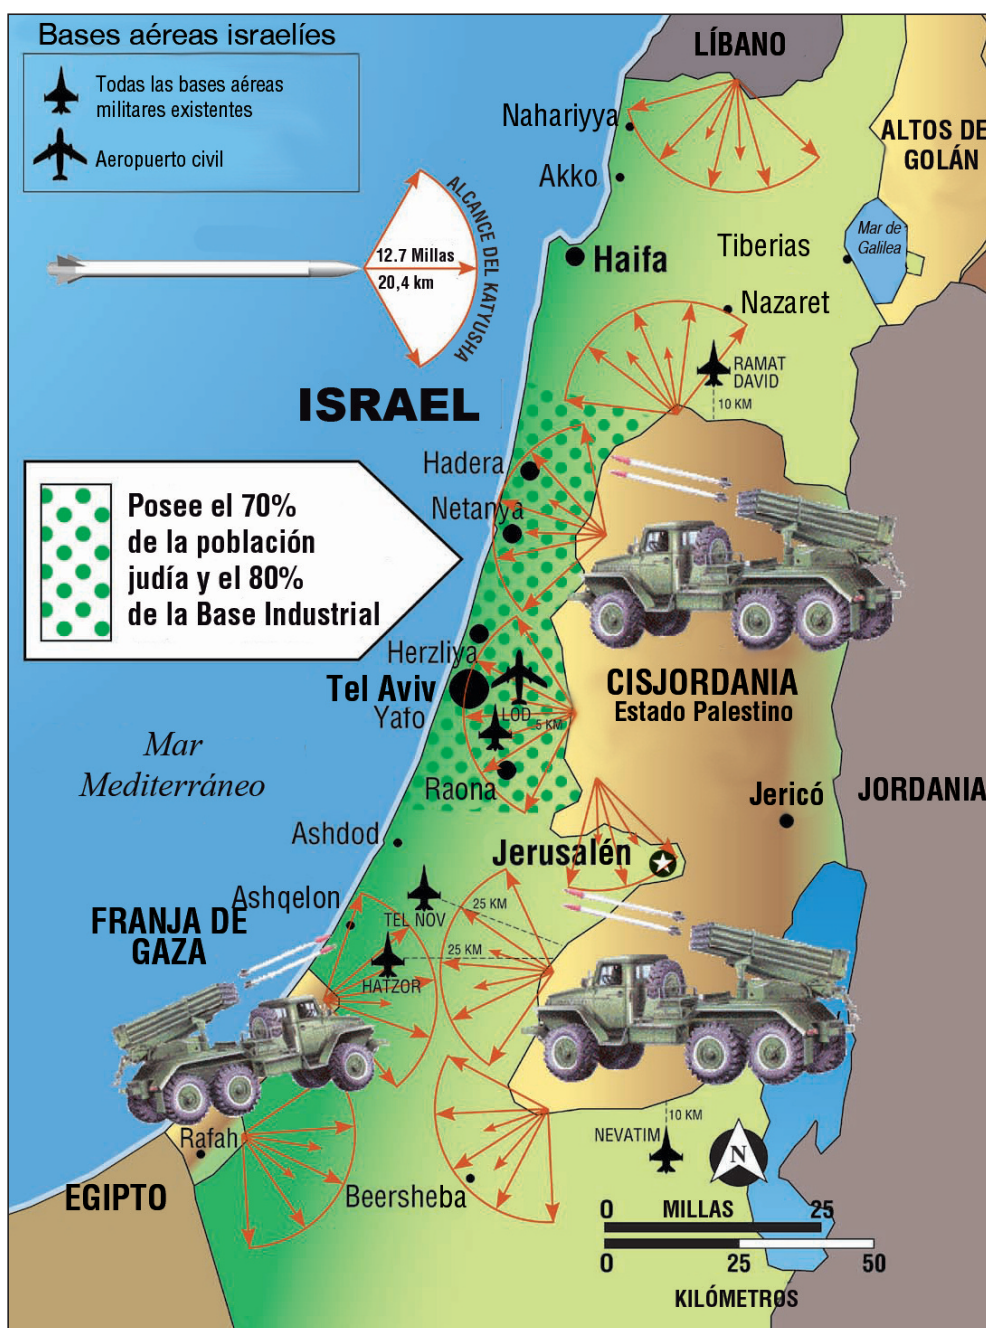 Bases aéreas israelíes
Todas las bases aéreas
militares existentes
Aeropuerto civil
LÍBANO
Nahariyya
ALTOS DE
GOLÁN
Akko
Mar de
Galilea
Tiberias
Haifa
ALCANCE DEL KATYUSHA
12.7 Millas
20,4 km
Nazaret
RAMAT
DAVID
10 KM
ISRAEL
Hadera
Netanya
Posee el 70%
de la población
judía y el 80%
de la Base Industrial
Herzliya
Tel Aviv
Yafo
LOD
5 KM
CISJORDANIA
Estado Palestino
Mar
Mediterráneo
Raona
Jericó
JORDANIA
Ashdod
Jerusalén
Ashqelon
TEL NOV
25 KM
FRANJA DE
GAZA
25 KM
HATZOR
10 KM
NEVATIM
N
Rafah
Beersheba
EGIPTO
0 MILLAS 25
0 25 50
KILÓMETROS